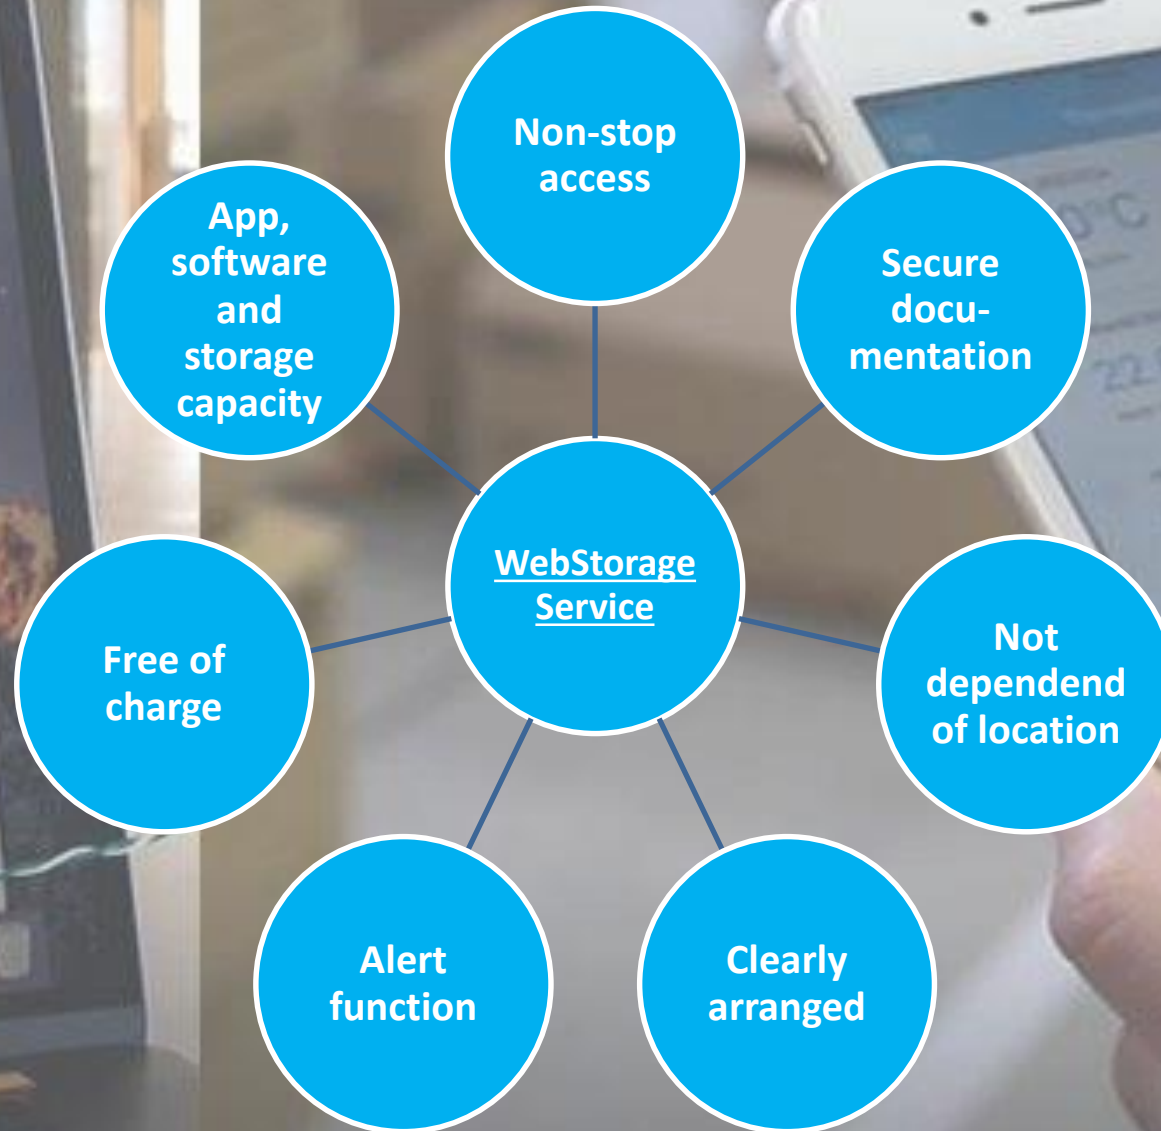 Non-stop
access
Secure
docu-
mentation
Not
dependend
of location
Clearly
arranged
Alert
function
Free of
charge
App,
software
and
storage
capacity
WebStorage
Service